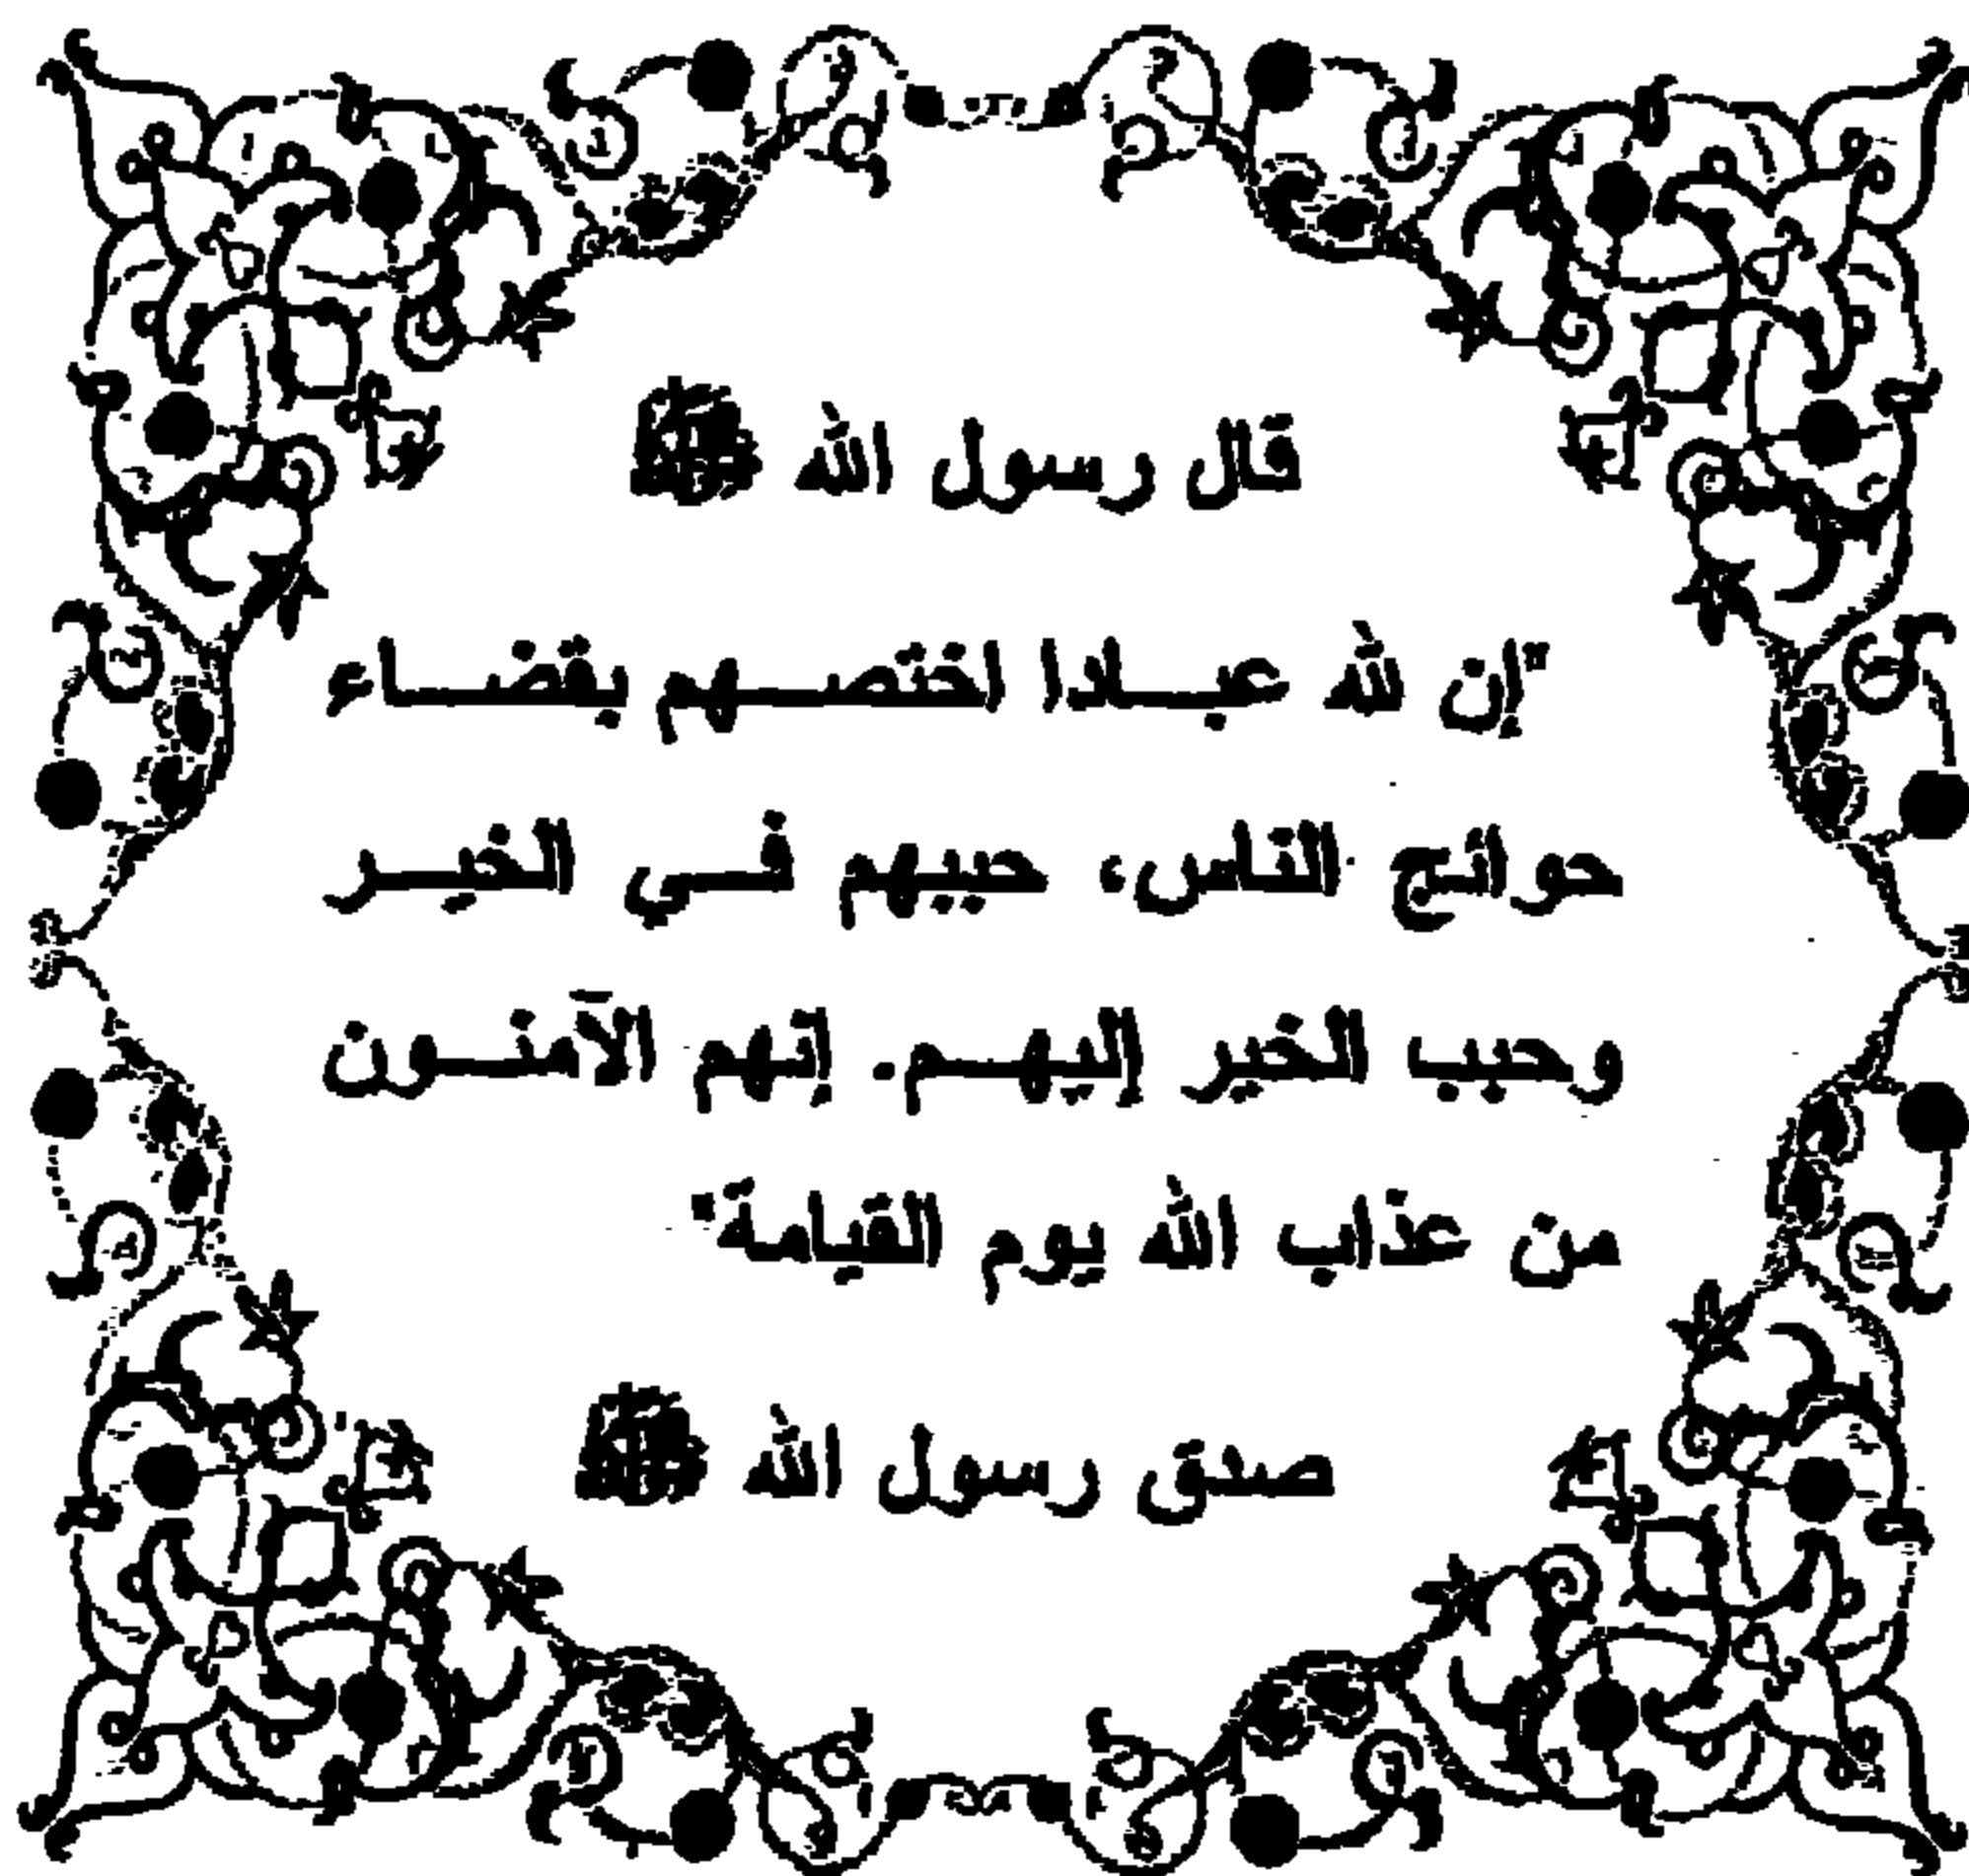 قال رسول الله ﷺ
"إن لله عبادا اختصهم بقضاء
حوائج الناس، حببهم في الخير
وحبب الخير إليهم. إنهم الآمنون
من عذاب الله يوم القيامة"
صدق رسول الله ﷺ